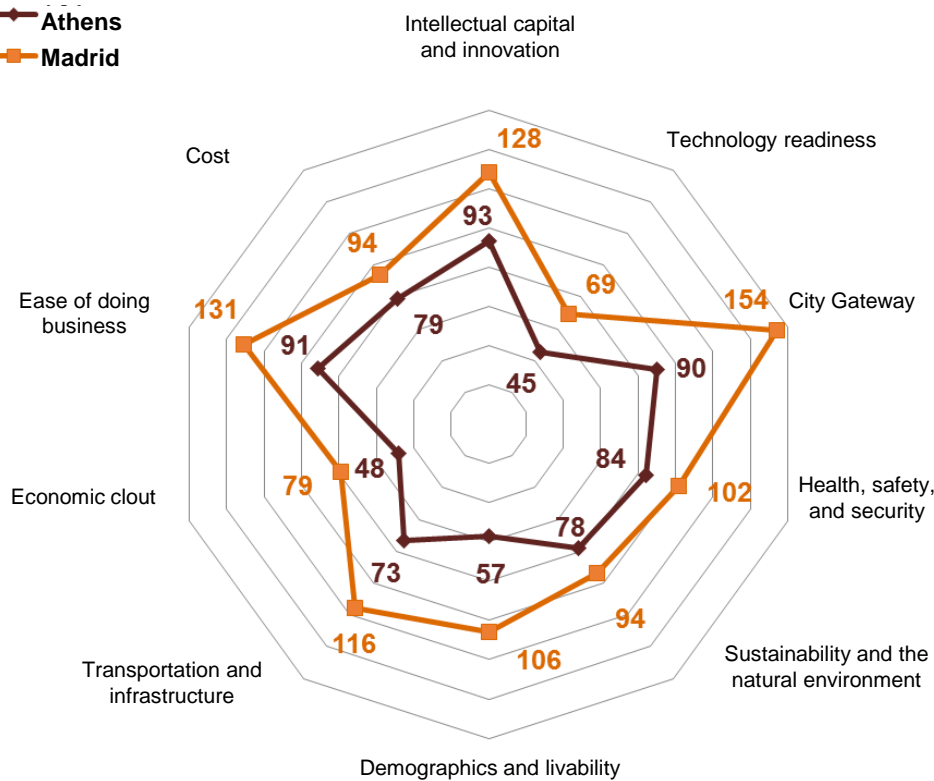 Athens
Madrid
Intellectual capital
and innovation
Technology readiness
City Gateway
Health, safety,
and security
Sustainability and the
natural environment
Demographics and livability
Transportation and
infrastructure
Economic clout
Ease of doing
business
Cost
128
93
94
69
154
131
79
91
90
45
84
48
79
102
78
73
57
94
116
106